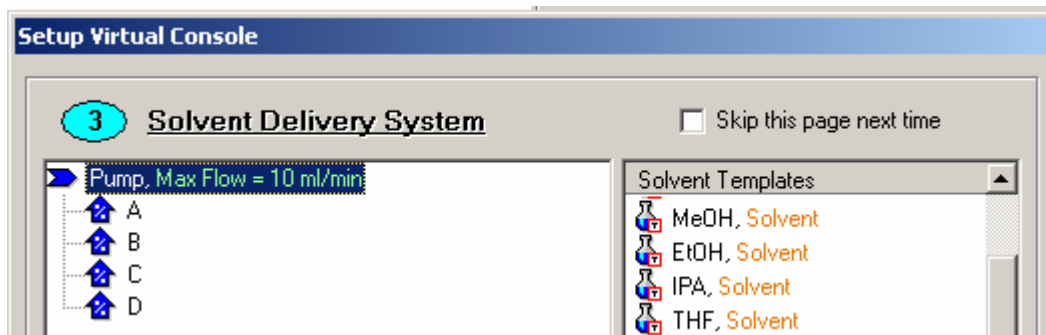 Setup Virtual Console
3 Solvent Delivery System
Skip this page next time
Pump, Max Flow = 10 ml/min
A
B
C
D
Solvent Templates
MeOH, Solvent
EtOH, Solvent
IPA, Solvent
THF, Solvent